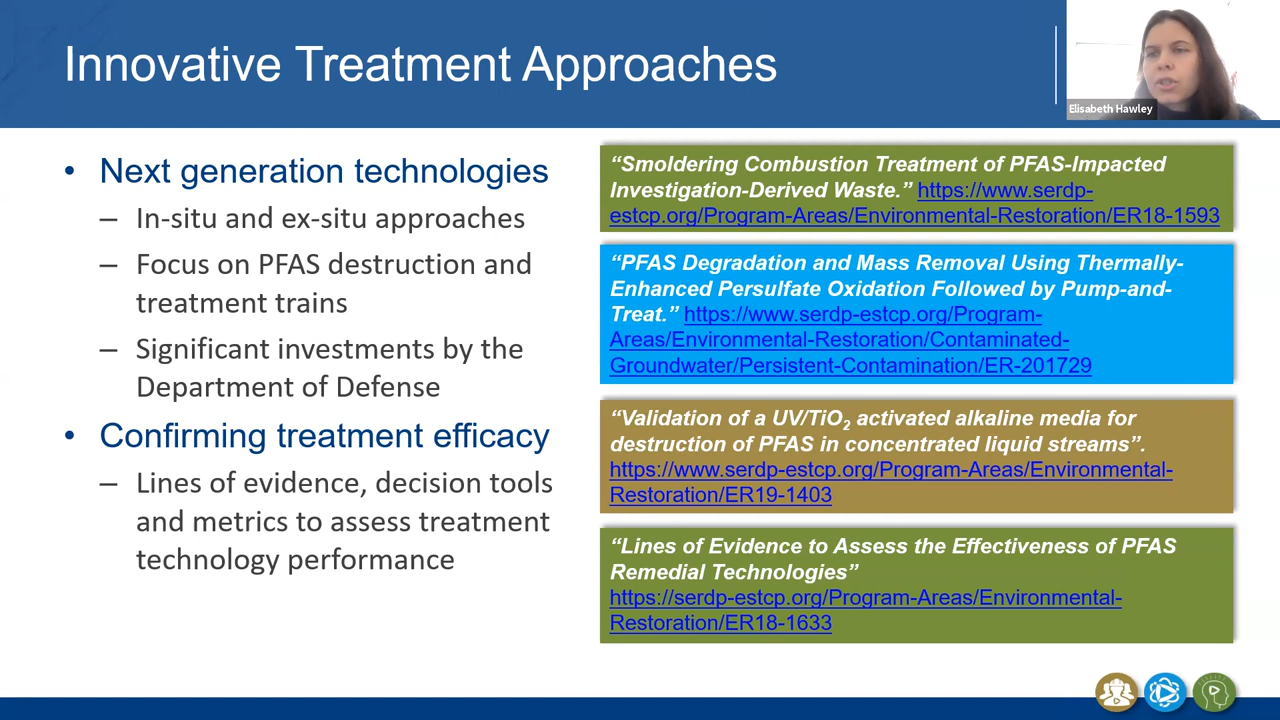 Innovative Treatment Approaches
Elisabeth Hawley
• Next generation technologies
– In-situ and ex-situ approaches
– Focus on PFAS destruction and
treatment trains
– Significant investments by the
Department of Defense
• Confirming treatment efficacy
– Lines of evidence, decision tools
and metrics to assess treatment
technology performance
“Smoldering Combustion Treatment of PFAS-Impacted
Investigation-Derived Waste.” https://www.serdp-
estcp.org/Program-Areas/Environmental-Restoration/ER18-1593
“PFAS Degradation and Mass Removal Using Thermally-
Enhanced Persulfate Oxidation Followed by Pump-and-
Treat.” https://www.serdp-estcp.org/Program-
Areas/Environmental-Restoration/Contaminated-
Groundwater/Persistent-Contamination/ER-201729
“Validation of a UV/TiO₂ activated alkaline media for
destruction of PFAS in concentrated liquid streams”.
https://www.serdp-estcp.org/Program-Areas/Environmental-
Restoration/ER19-1403
“Lines of Evidence to Assess the Effectiveness of PFAS
Remedial Technologies”
https://serdp-estcp.org/Program-Areas/Environmental-
Restoration/ER18-1633